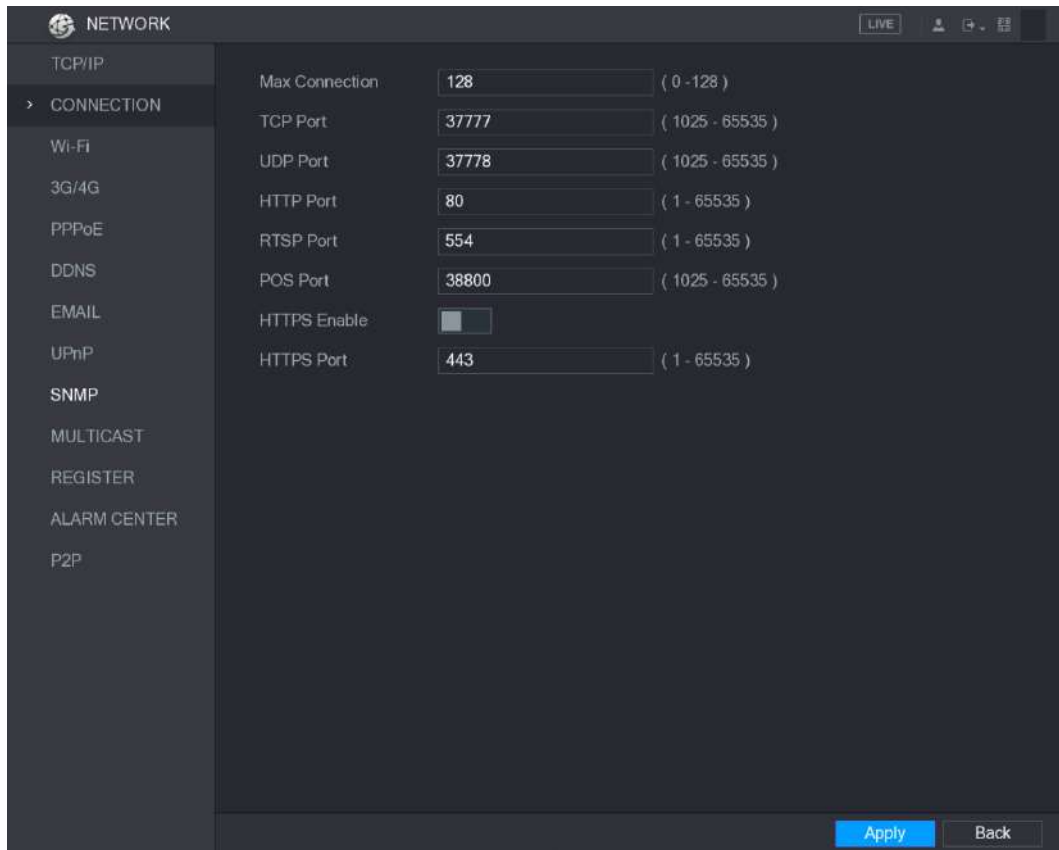 NETWORK
LIVE
TCP/IP
CONNECTION
Wi-Fi
3G/4G
PPPoE
DDNS
EMAIL
UPnP
SNMP
MULTICAST
REGISTER
ALARM CENTER
P2P
Max Connection 128 ( 0 -128 )
TCP Port 37777 ( 1025 - 65535 )
UDP Port 37778 ( 1025 - 65535 )
HTTP Port 80 ( 1 - 65535 )
RTSP Port 554 ( 1 - 65535 )
POS Port 38800 ( 1025 - 65535 )
HTTPS Enable
HTTPS Port 443 ( 1 - 65535 )
Apply Back